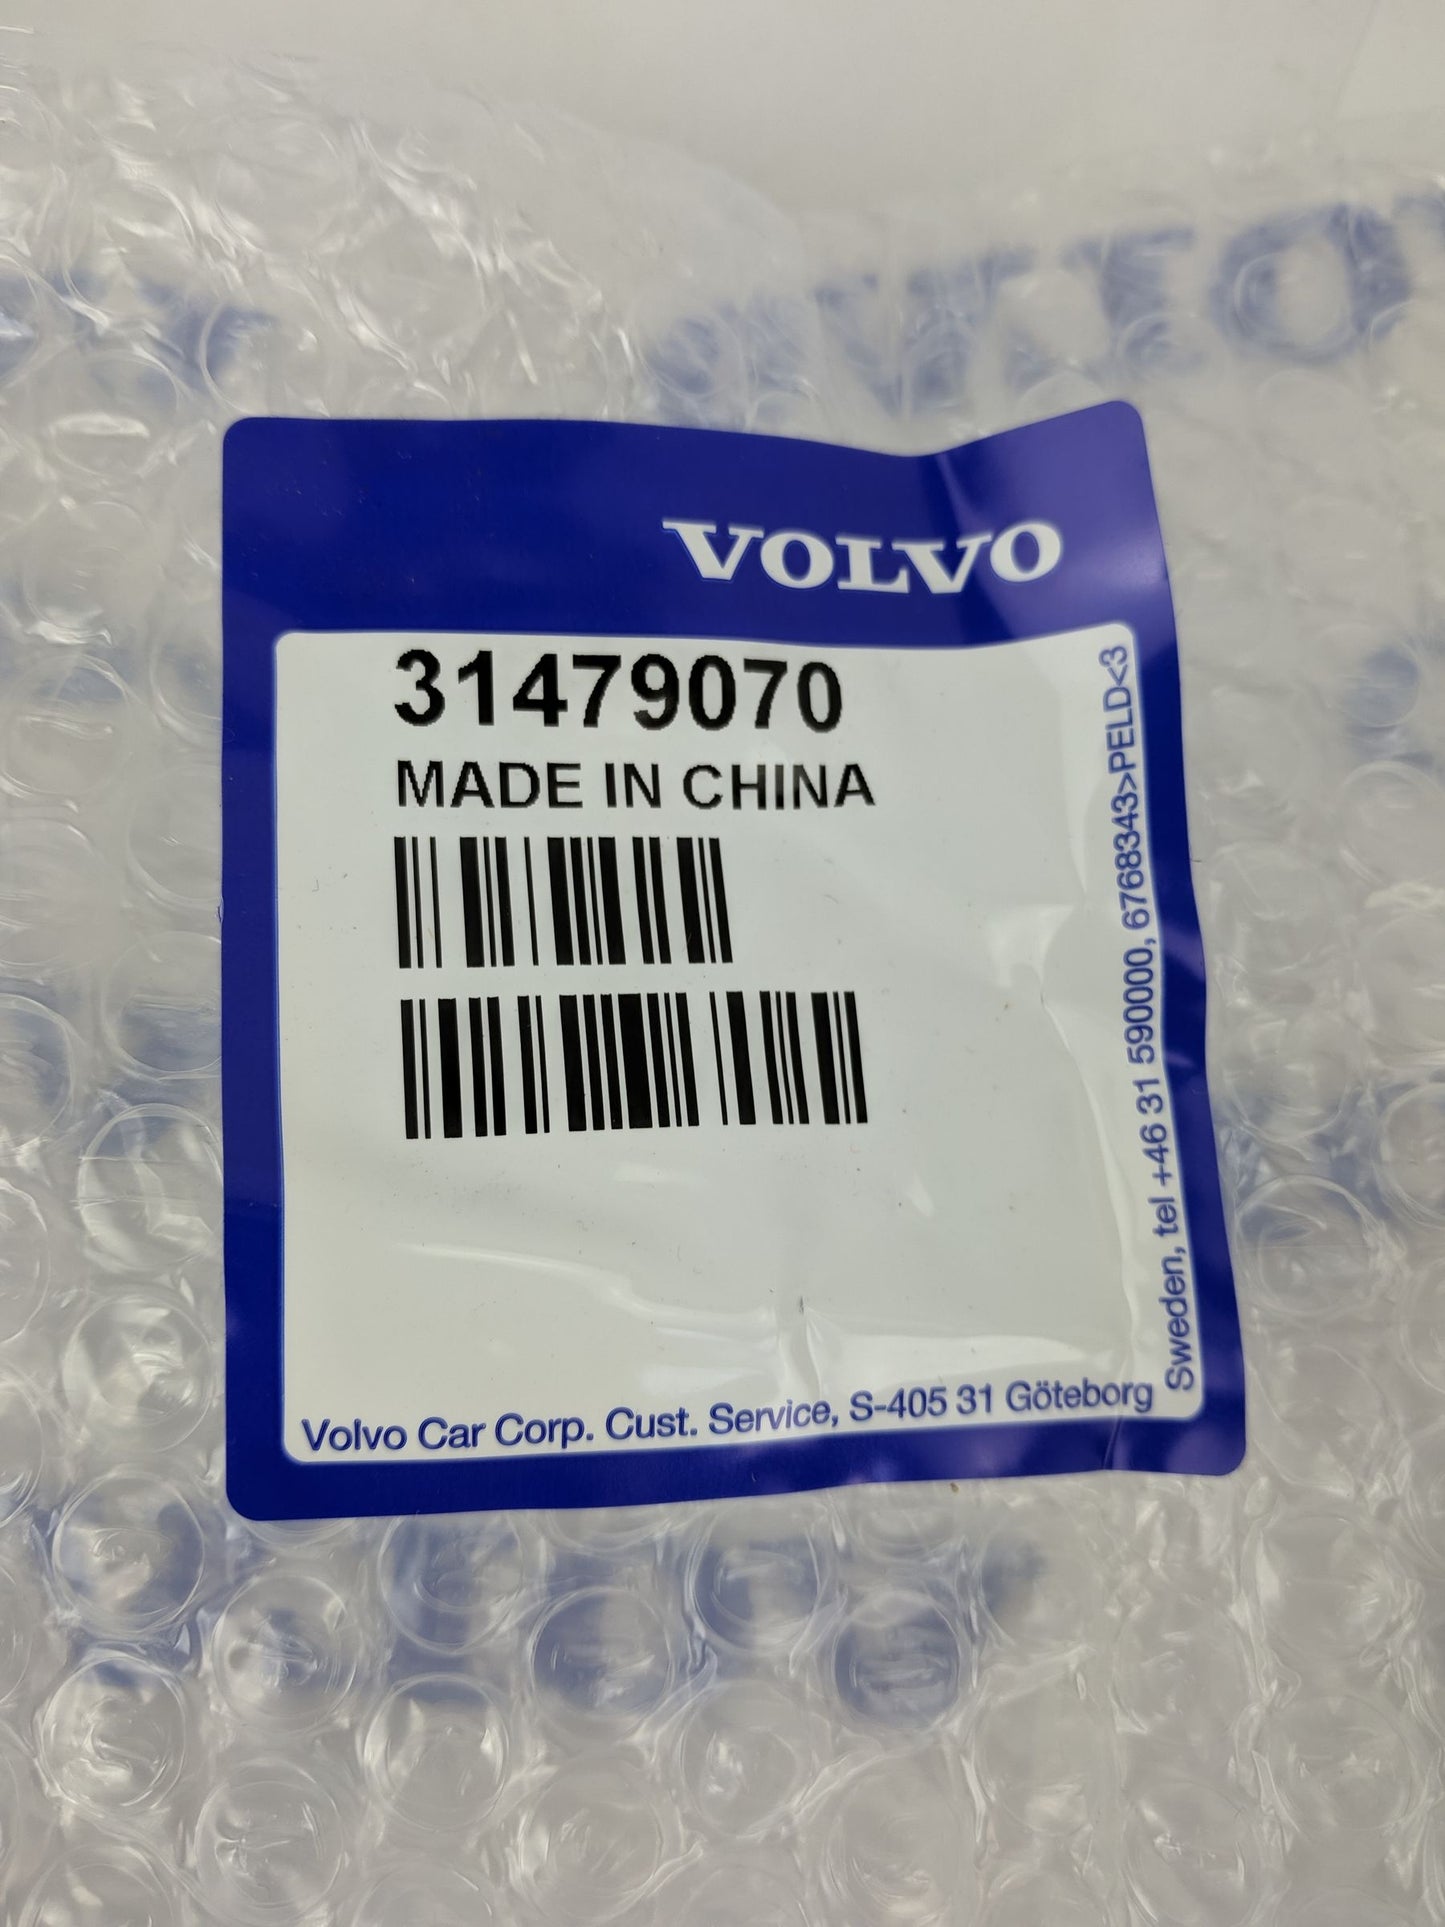 VOLVO
31479070
MADE IN CHINA
Volvo Car Corp. Cust. Service, S-405 31 Göteborg
Sweden, tel +46 31 590000, 6768343>PELD<3